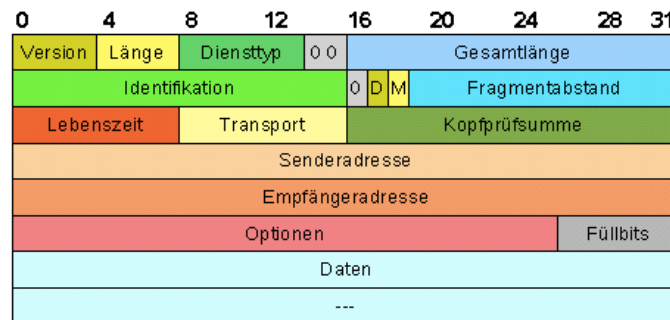 0 4 8 12 16 20 24 28 31
Version Länge Diensttyp 0 0 Gesamtlänge
Identifikation 0 D M Fragmentabstand
Lebenszeit Transport Kopfprüfsumme
Senderadresse
Empfängeradresse
Optionen Füllbits
Daten
---